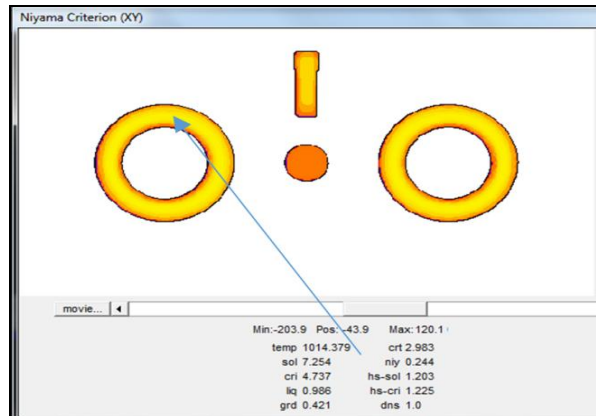 Niyama Criterion (XY)
movie...
Min:-203.9 Pos: -43.9 Max:120.1
temp 1014.379 crt 2.983
sol 7.254 niy 0.244
cri 4.737 hs-sol 1.203
liq 0.986 hs-cri 1.225
grd 0.421 dns 1.0